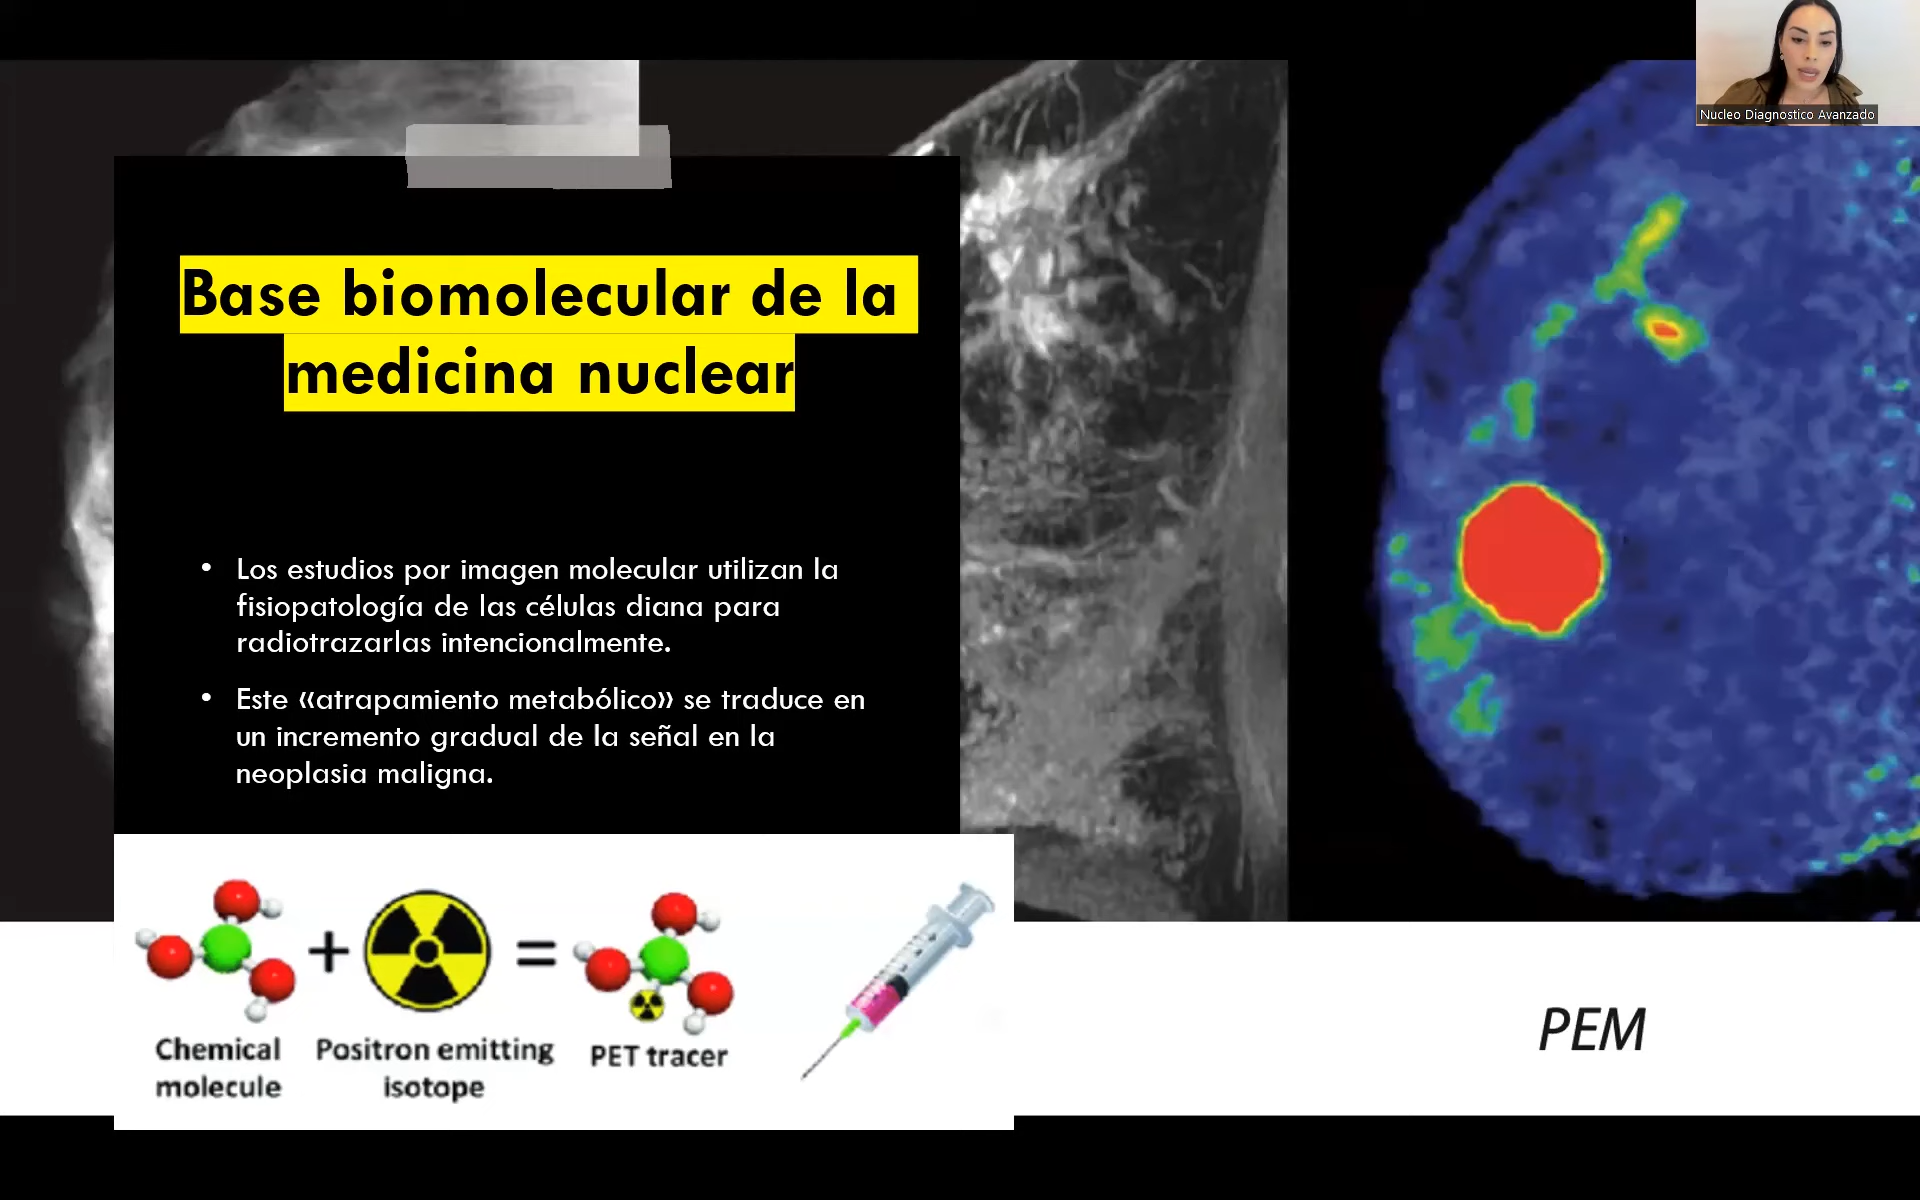 Nucleo Diagnostico Avanzado
Base biomolecular de la
medicina nuclear
• Los estudios por imagen molecular utilizan la
fisiopatología de las células diana para
radiotrazarlas intencionalmente.
• Este «atrapamiento metabólico» se traduce en
un incremento gradual de la señal en la
neoplasia maligna.
+
=
Chemical
molecule
Positron emitting
isotope
PET tracer
PEM